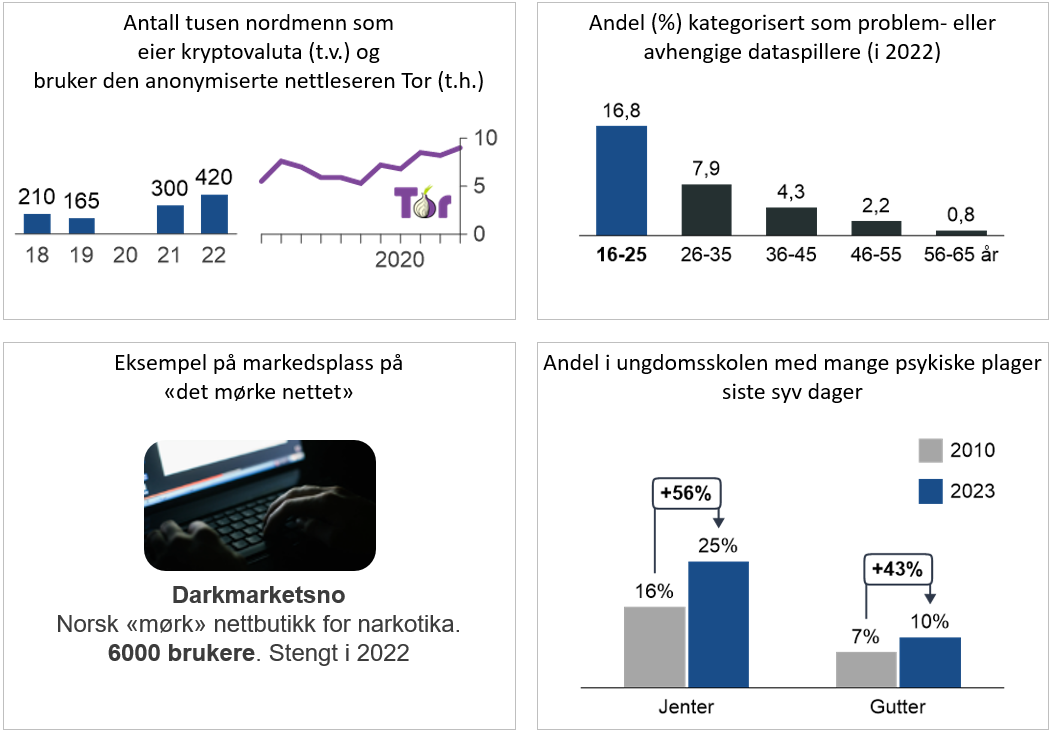 Antall tusen nordmenn som
eier kryptovaluta (t.v.) og
bruker den anonymiserte nettleseren Tor (t.h.)
210 165 300 420
18 19 20 21 22
10
5
0
Tor
2020
Andel (%) kategorisert som problem- eller
avhengige dataspillere (i 2022)
16,8
7,9
4,3
2,2
0,8
16-25 26-35 36-45 46-55 56-65 år
Eksempel på markedsplass på
«det mørke nettet»
Darkmarketsno
Norsk «mørk» nettbutikk for narkotika.
6000 brukere. Stengt i 2022
Andel i ungdomsskolen med mange psykiske plager
siste syv dager
2010
2023
+56%
16%
25%
+43%
7%
10%
Jenter Gutter